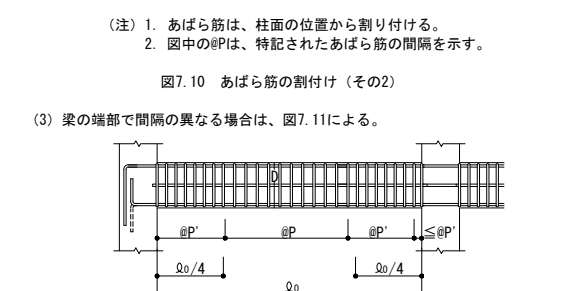 (注) 1. あばら筋は、柱面の位置から割り付ける。
2. 図中の@Pは、特記されたあばら筋の間隔を示す。
図7.10 あばら筋の割付け (その2)
(3) 梁の端部で間隔の異なる場合は、図7.11による。
D
@P' @P @P' ≦@P'
ℓ0/4 ℓ0/4
ℓ0